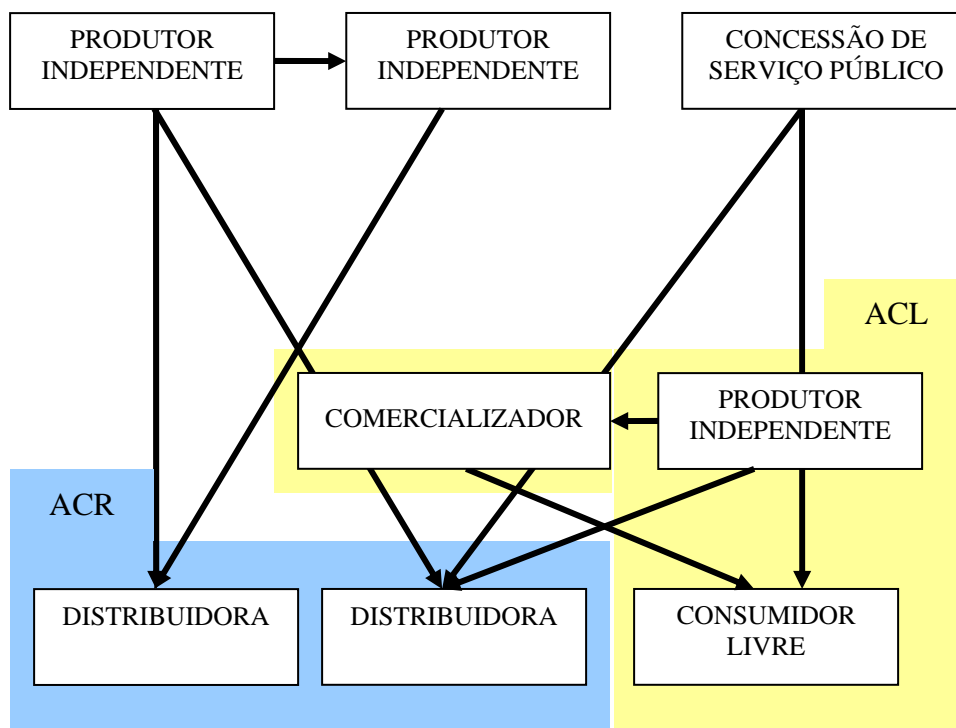 PRODUTOR
INDEPENDENTE
PRODUTOR
INDEPENDENTE
CONCESSÃO DE
SERVIÇO PÚBLICO
ACL
COMERCIALIZADOR
PRODUTOR
INDEPENDENTE
ACR
DISTRIBUIDORA
DISTRIBUIDORA
CONSUMIDOR
LIVRE